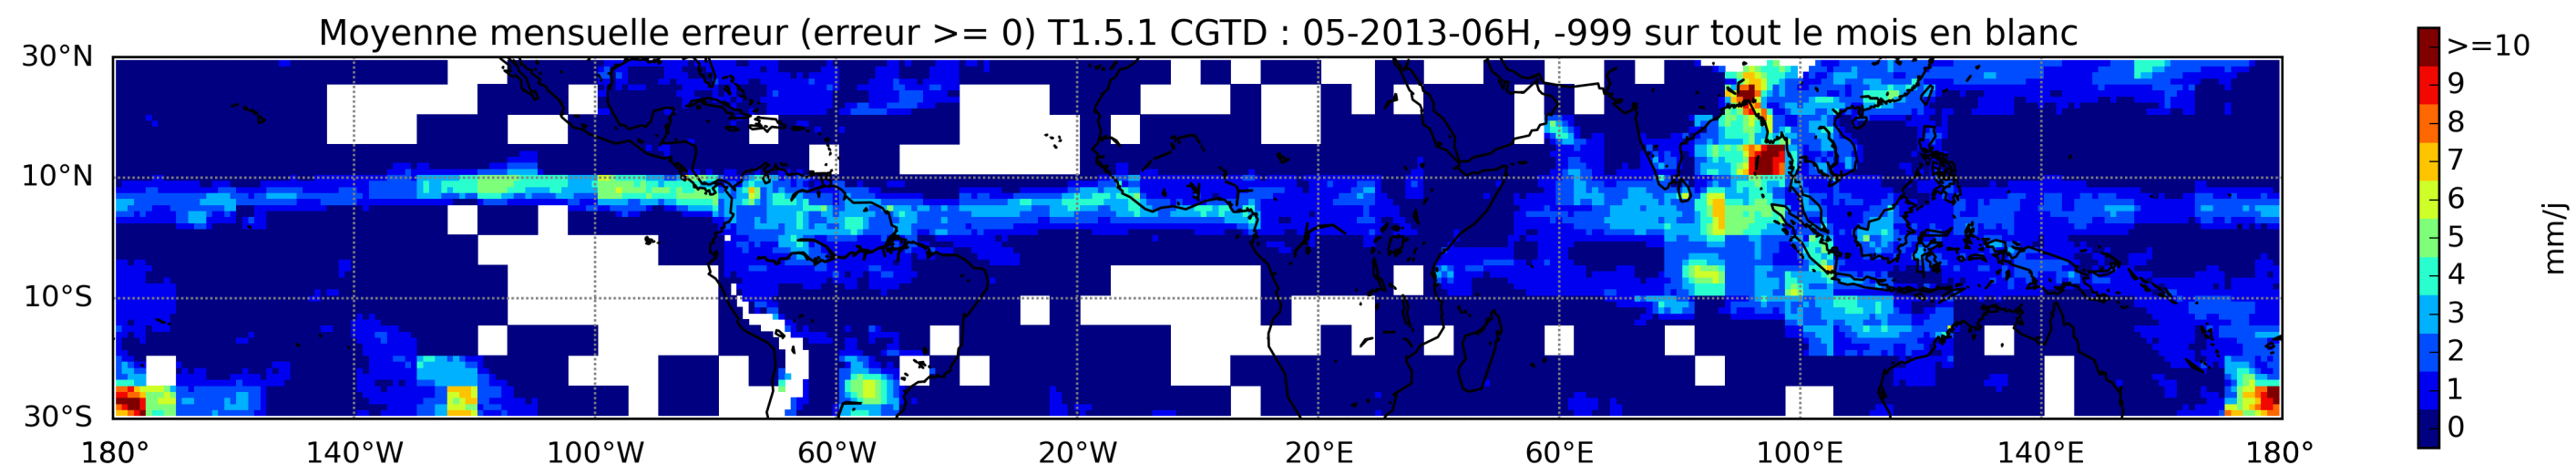 Moyenne mensuelle erreur (erreur >= 0) T1.5.1 CGTD : 05-2013-06H, -999 sur tout le mois en blanc
30°N
10°N
10°S
30°S
180° 140°W 100°W 60°W 20°W 20°E 60°E 100°E 140°E 180°
>=10
9
8
7
6
5
4
3
2
1
0
mm/j